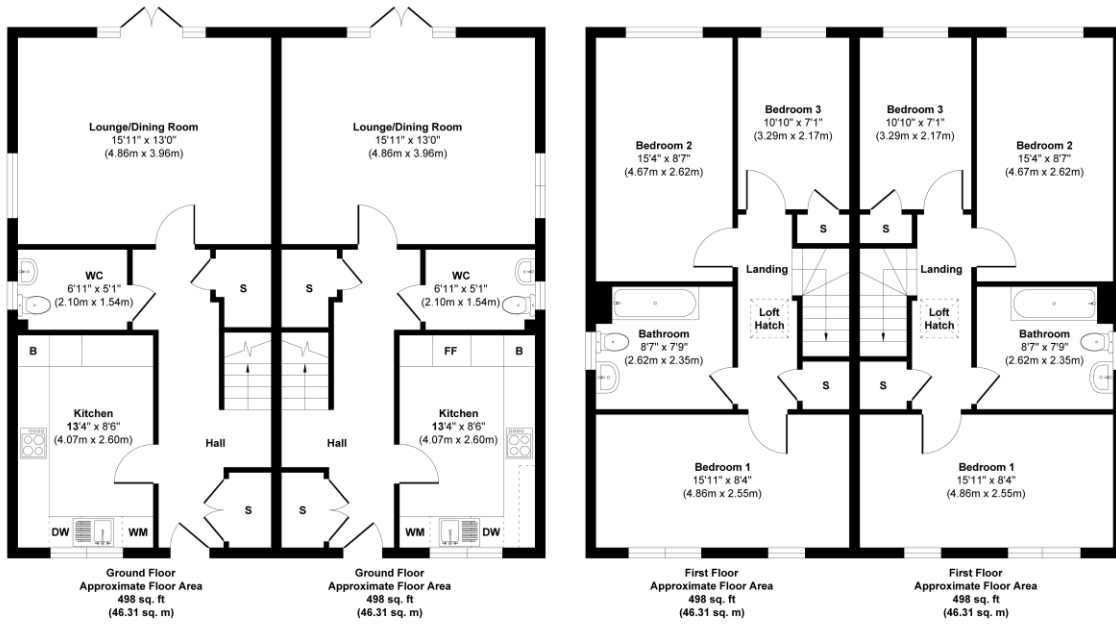 Lounge/Dining Room
15'11" x 13'0"
(4.86m x 3.96m)
WC
6'11" x 5'1"
(2.10m x 1.54m)
S
B
Kitchen
13'4" x 8'6"
(4.07m x 2.60m)
Hall
S
DW
WM
Ground Floor
Approximate Floor Area
498 sq. ft
(46.31 sq. m)
Lounge/Dining Room
15'11" x 13'0"
(4.86m x 3.96m)
S
WC
6'11" x 5'1"
(2.10m x 1.54m)
FF
B
Kitchen
13'4" x 8'6"
(4.07m x 2.60m)
Hall
S
WM
DW
Ground Floor
Approximate Floor Area
498 sq. ft
(46.31 sq. m)
Bedroom 3
10'10" x 7'1"
(3.29m x 2.17m)
Bedroom 2
15'4" x 8'7"
(4.67m x 2.62m)
S
Landing
Loft
Hatch
Bathroom
8'7" x 7'9"
(2.62m x 2.35m)
S
Bedroom 1
15'11" x 8'4"
(4.86m x 2.55m)
First Floor
Approximate Floor Area
498 sq. ft
(46.31 sq. m)
Bedroom 3
10'10" x 7'1"
(3.29m x 2.17m)
Bedroom 2
15'4" x 8'7"
(4.67m x 2.62m)
S
Landing
Loft
Hatch
Bathroom
8'7" x 7'9"
(2.62m x 2.35m)
S
Bedroom 1
15'11" x 8'4"
(4.86m x 2.55m)
First Floor
Approximate Floor Area
498 sq. ft
(46.31 sq. m)